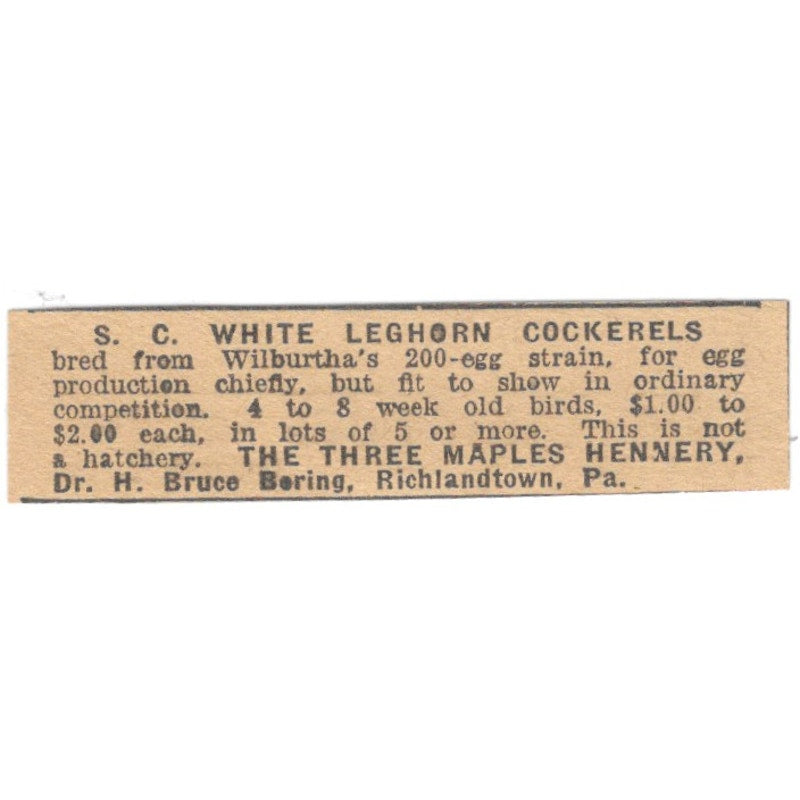 S. C. WHITE LEGHORN COCKERELS
bred from Wilburtha's 200-egg strain, for egg
production chiefly, but fit to show in ordinary
competition. 4 to 8 week old birds, $1.00 to
$2.00 each, in lots of 5 or more. This is not
a hatchery. THE THREE MAPLES HENNERY,
Dr. H. Bruce Boring, Richlandtown, Pa.